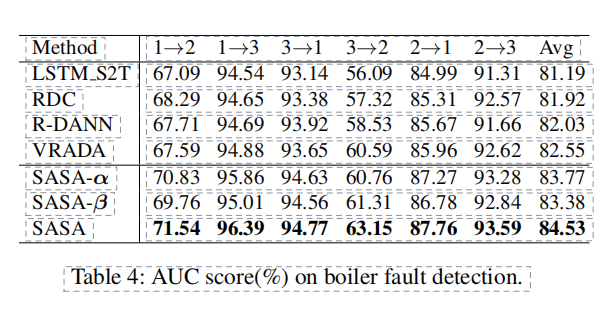 Method 1→2 1→3 3→1 3→2 2→1 2→3 Avg
LSTM_S2T 67.09 94.54 93.14 56.09 84.99 91.31 81.19
RDC 68.29 94.65 93.38 57.32 85.31 92.57 81.92
R-DANN 67.71 94.69 93.92 58.53 85.67 91.66 82.03
VRADA 67.59 94.88 93.65 60.59 85.96 92.62 82.55
SASA-α 70.83 95.86 94.63 60.76 87.27 93.28 83.77
SASA-β 69.76 95.01 94.56 61.31 86.78 92.84 83.38
SASA 71.54 96.39 94.77 63.15 87.76 93.59 84.53
Table 4: AUC score(%) on boiler fault detection.